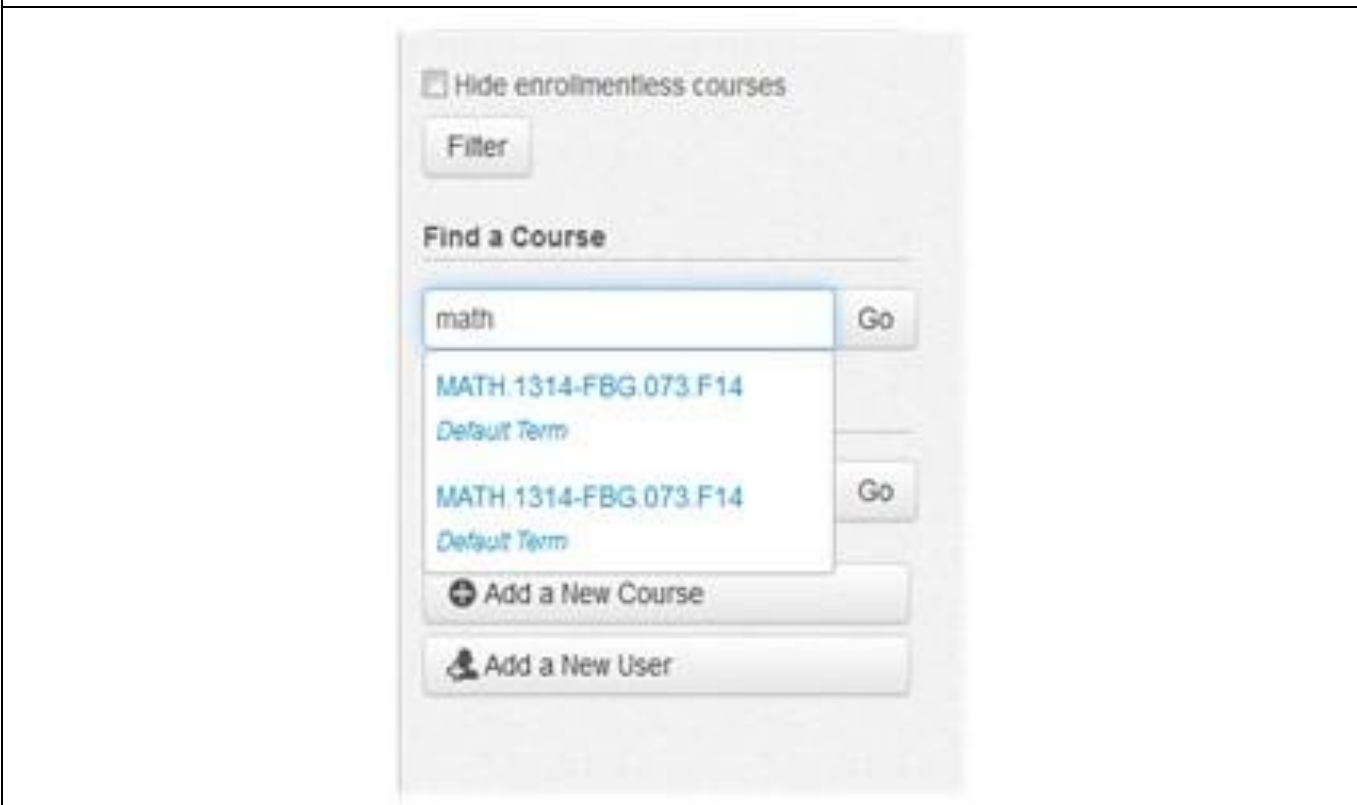 Hide enrollmentless courses
Filter
Find a Course
math
Go
MATH.1314-FBG.073.F14
Default Term
MATH.1314-FBG.073.F14
Go
Default Term
Add a New Course
Add a New User